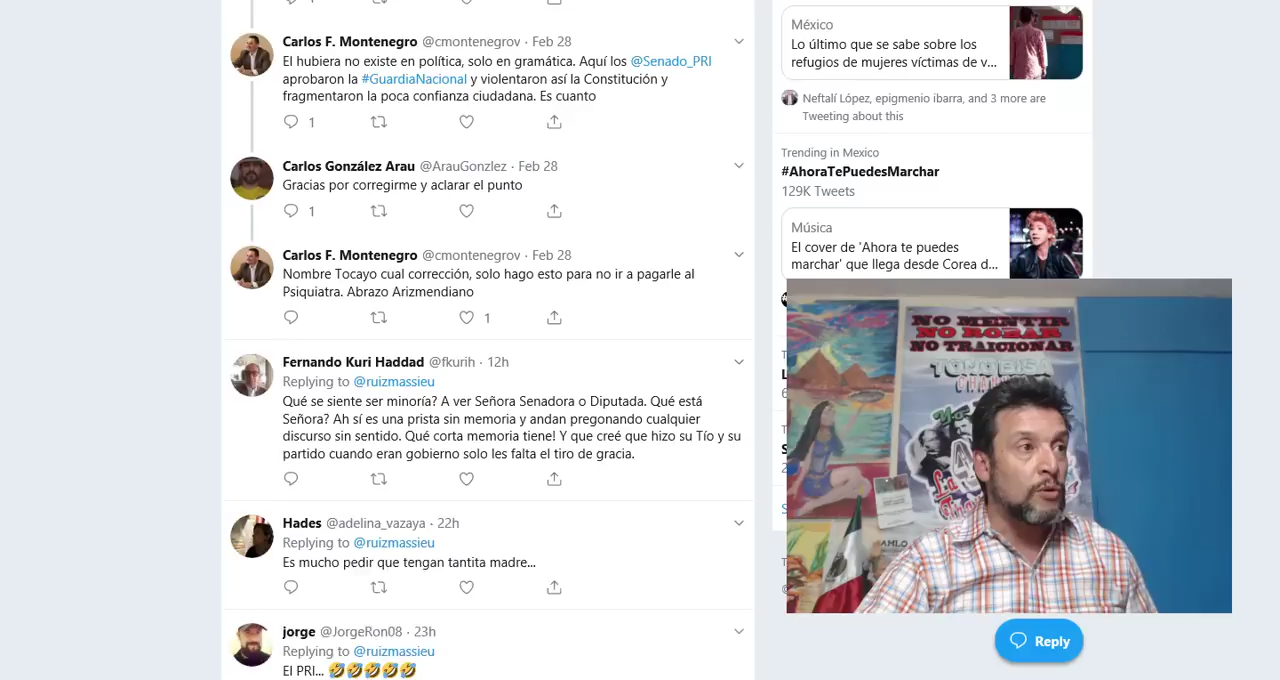 1
Carlos F. Montenegro @cmontenegrov · Feb 28
El hubiera no existe en política, solo en gramática. Aquí los @Senado_PRI
aprobaron la #GuardiaNacional y violentaron así la Constitución y
fragmentaron la poca confianza ciudadana. Es cuanto
1
Carlos González Arau @ArauGonzlez · Feb 28
Gracias por corregirme y aclarar el punto
1
Carlos F. Montenegro @cmontenegrov · Feb 28
Nombre Tocayo cual corrección, solo hago esto para no ir a pagarle al
Psiquiatra. Abrazo Arizmendiano
1
Fernando Kuri Haddad @fkurih · 12h
Replying to @ruizmassieu
Qué se siente ser minoría? A ver Señora Senadora o Diputada. Qué está
Señora? Ah sí es una prista sin memoria y andan pregonando cualquier
discurso sin sentido. Qué corta memoria tiene! Y que creé que hizo su Tío y su
partido cuando eran gobierno solo les falta el tiro de gracia.
Hades @adelina_vazaya · 22h
Replying to @ruizmassieu
Es mucho pedir que tengan tantita madre...
jorge @JorgeRon08 · 23h
Replying to @ruizmassieu
El PRI... 🤣🤣🤣🤣🤣
México
Lo último que se sabe sobre los
refugios de mujeres víctimas de v...
Neftalí López, epigmenio ibarra, and 3 more are
Tweeting about this
Trending in Mexico
#AhoraTePuedesMarchar
129K Tweets
Música
El cover de 'Ahora te puedes
marchar' que llega desde Corea d...
NO MENTIR
NO ROBAR
NO TRAICIONAR
AMLO
Reply